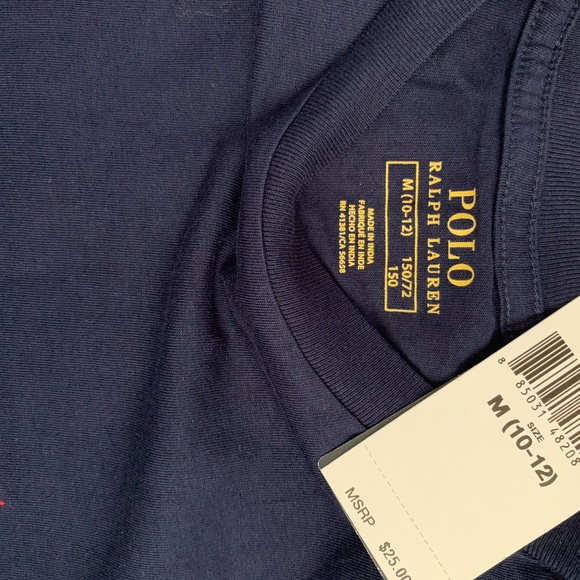 POLO
RALPH LAUREN
M (10-12)
150/72
150
MADE IN INDIA
FABRIQUÉ EN INDE
HECHO EN INDIA
RN 41381/CA 56658
8 85031 48208
SIZE
M (10-12)
MSRP
$25.00